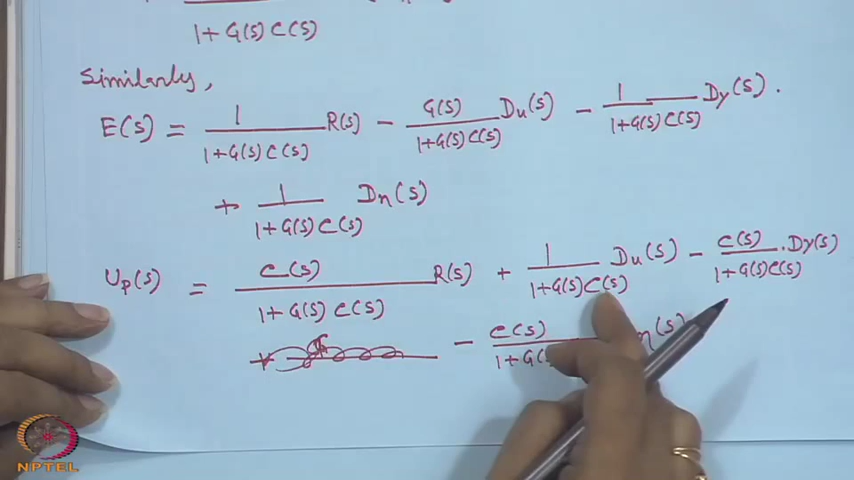 1+G(s)C(s)
Similarly,
E(s) = 1/(1+G(s)C(s)) R(s) − G(s)/(1+G(s)C(s)) Du(s) − 1/(1+G(s)C(s)) Dy(s).
+ 1/(1+G(s)C(s)) Dn(s)
Up(s) = C(s)/(1+G(s)C(s)) R(s) + 1/(1+G(s)C(s)) Du(s) − C(s)/(1+G(s)C(s)) .Dy(s)
− C(s)/(1+G(s) n(s)
NPTEL